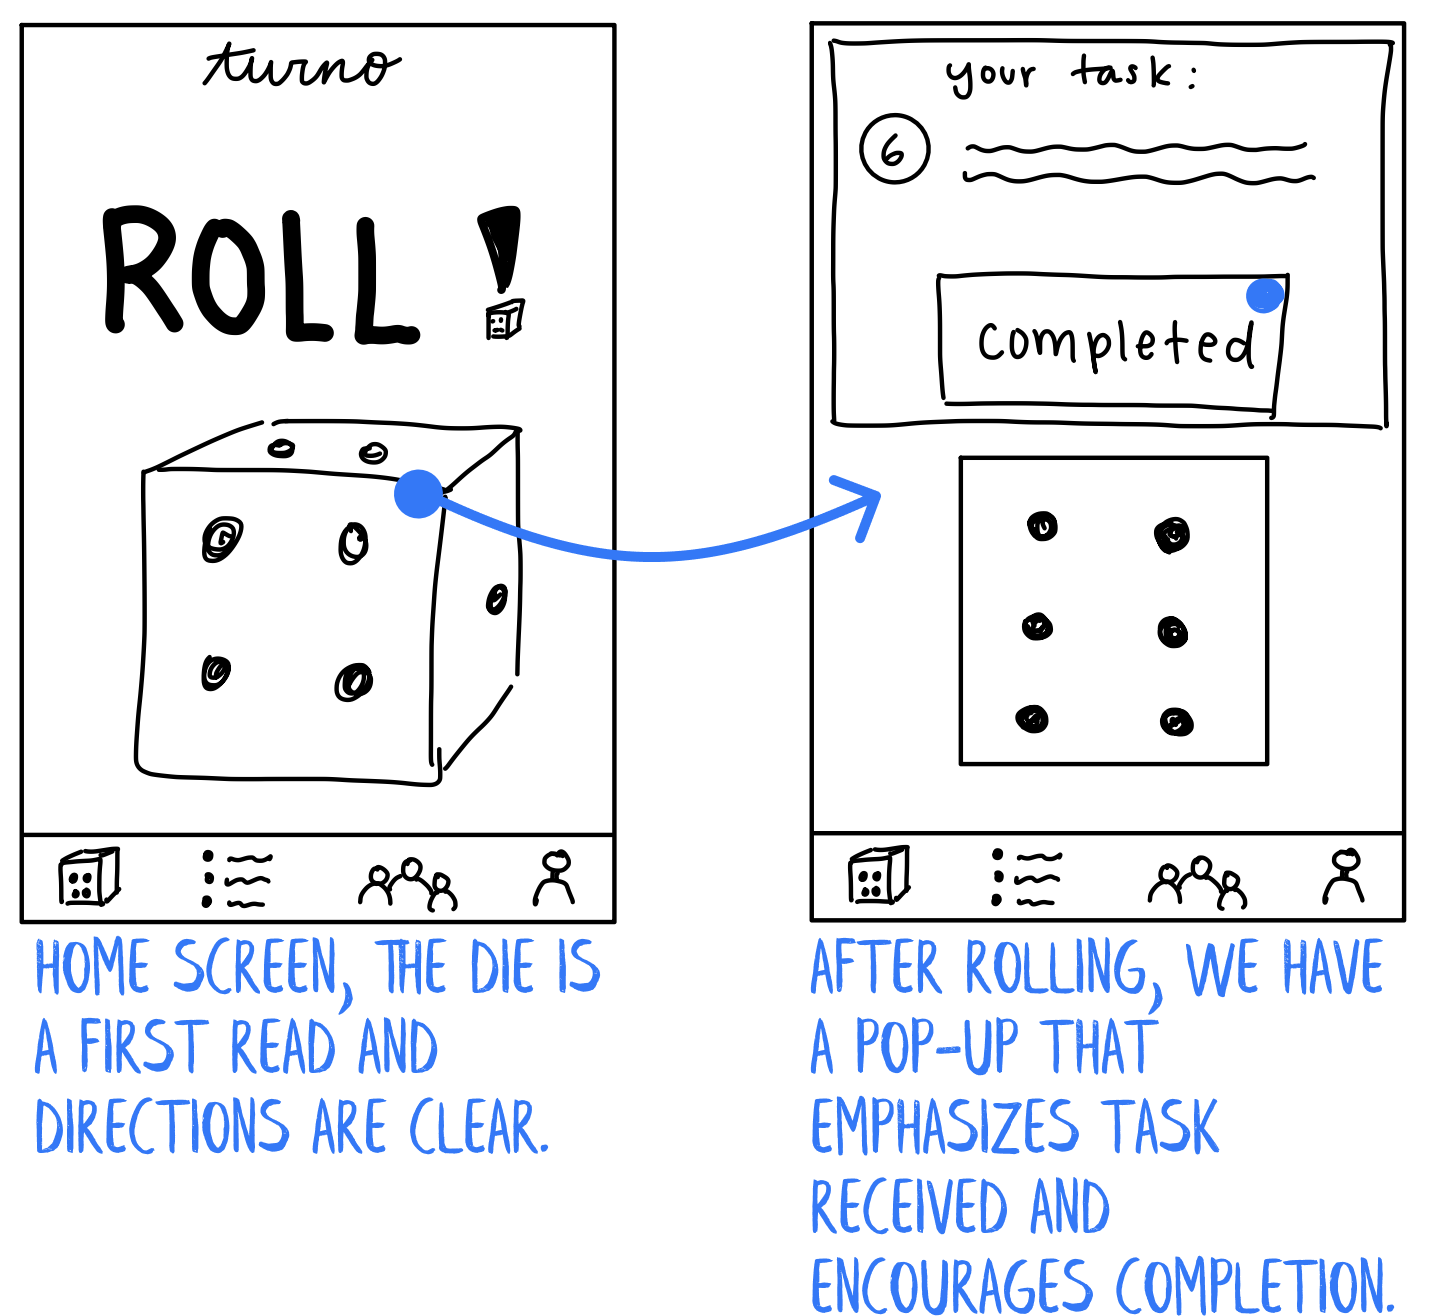 turno
ROLL !
HOME SCREEN, THE DIE IS
A FIRST READ AND
DIRECTIONS ARE CLEAR.
your task:
6
completed
AFTER ROLLING, WE HAVE
A POP-UP THAT
EMPHASIZES TASK
RECEIVED AND
ENCOURAGES COMPLETION.